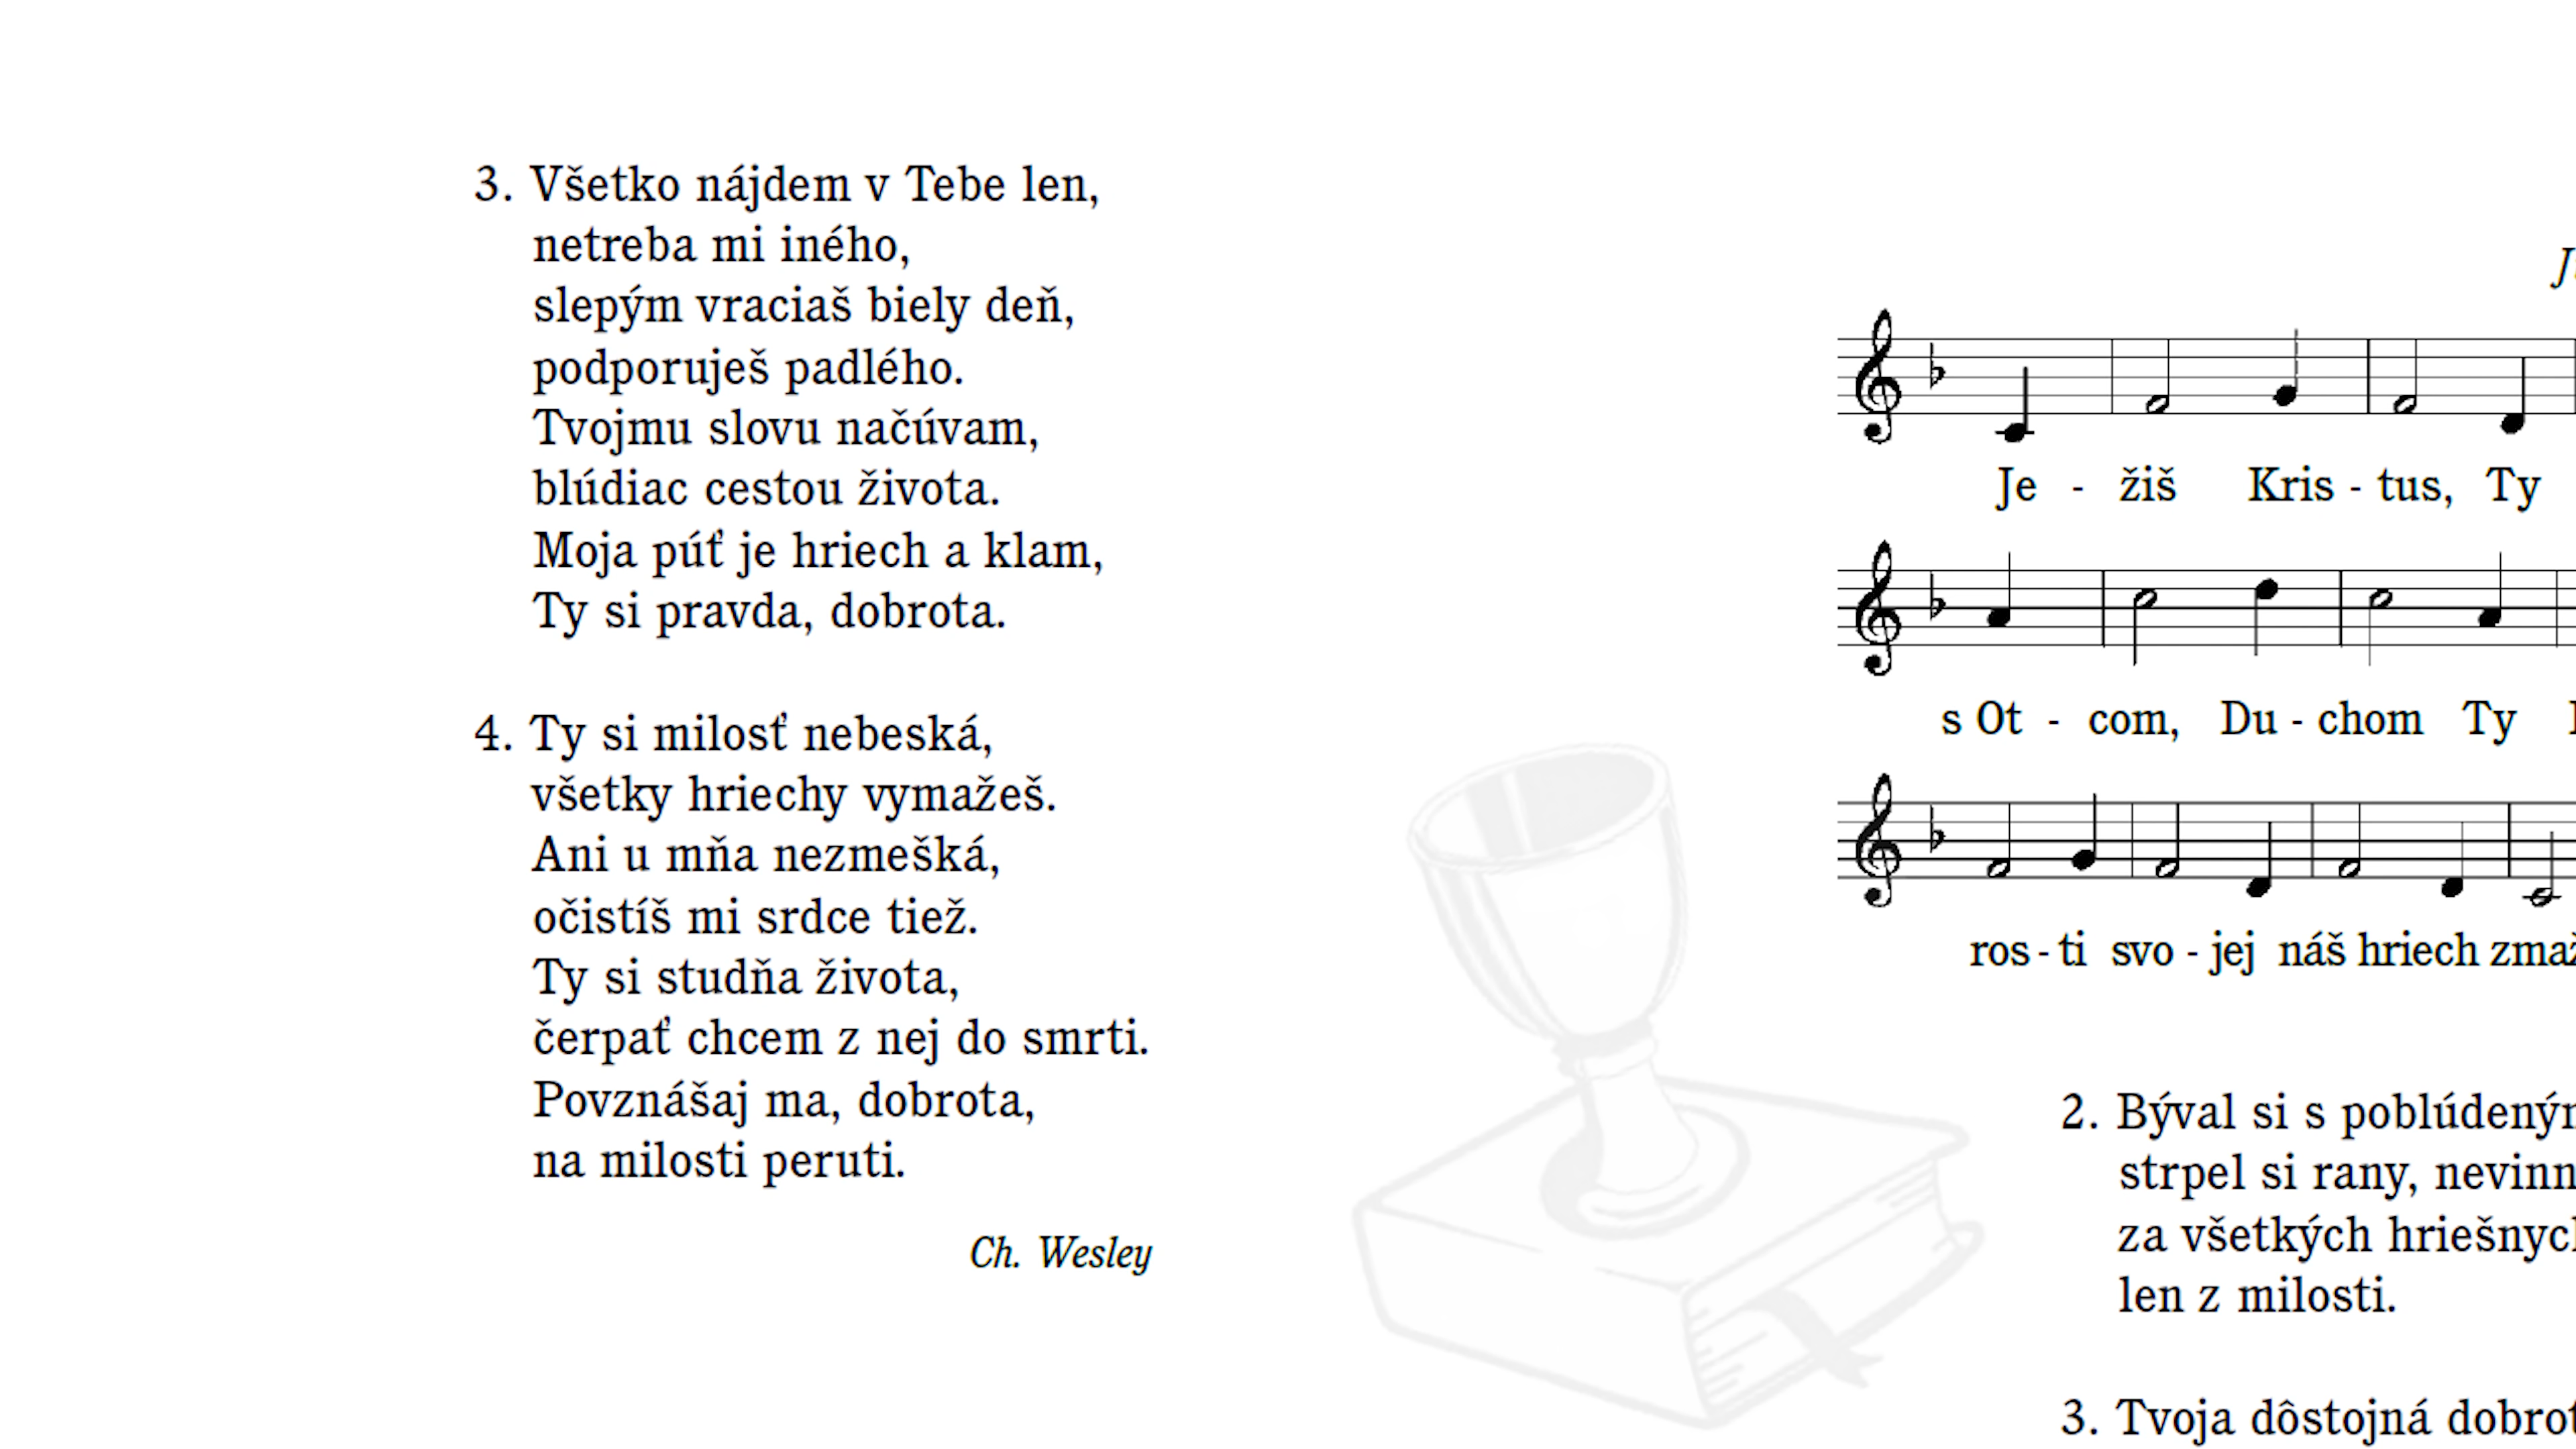 3. Všetko nájdem v Tebe len,
netreba mi iného,
slepým vraciaš biely deň,
podporuješ padlého.
Tvojmu slovu načúvam,
blúdiac cestou života.
Moja púť je hriech a klam,
Ty si pravda, dobrota.
4. Ty si milosť nebeská,
všetky hriechy vymažeš.
Ani u mňa nezmešká,
očistíš mi srdce tiež.
Ty si studňa života,
čerpať chcem z nej do smrti.
Povznášaj ma, dobrota,
na milosti peruti.
Ch. Wesley
Je - žiš Kris - tus, Ty
s Ot - com, Du - chom Ty
ros - ti svo - jej náš hriech
2. Býval si s
strpel si rany,
za všetkých
len z milosti.
3. Tvoja dôstojná